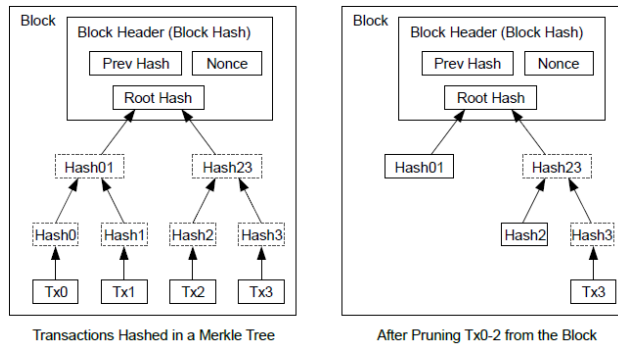 Block
Block Header (Block Hash)
Prev Hash
Nonce
Root Hash
Hash01
Hash23
Hash0
Hash1
Hash2
Hash3
Tx0
Tx1
Tx2
Tx3
Transactions Hashed in a Merkle Tree
Block
Block Header (Block Hash)
Prev Hash
Nonce
Root Hash
Hash01
Hash23
Hash2
Hash3
Tx3
After Pruning Tx0-2 from the Block